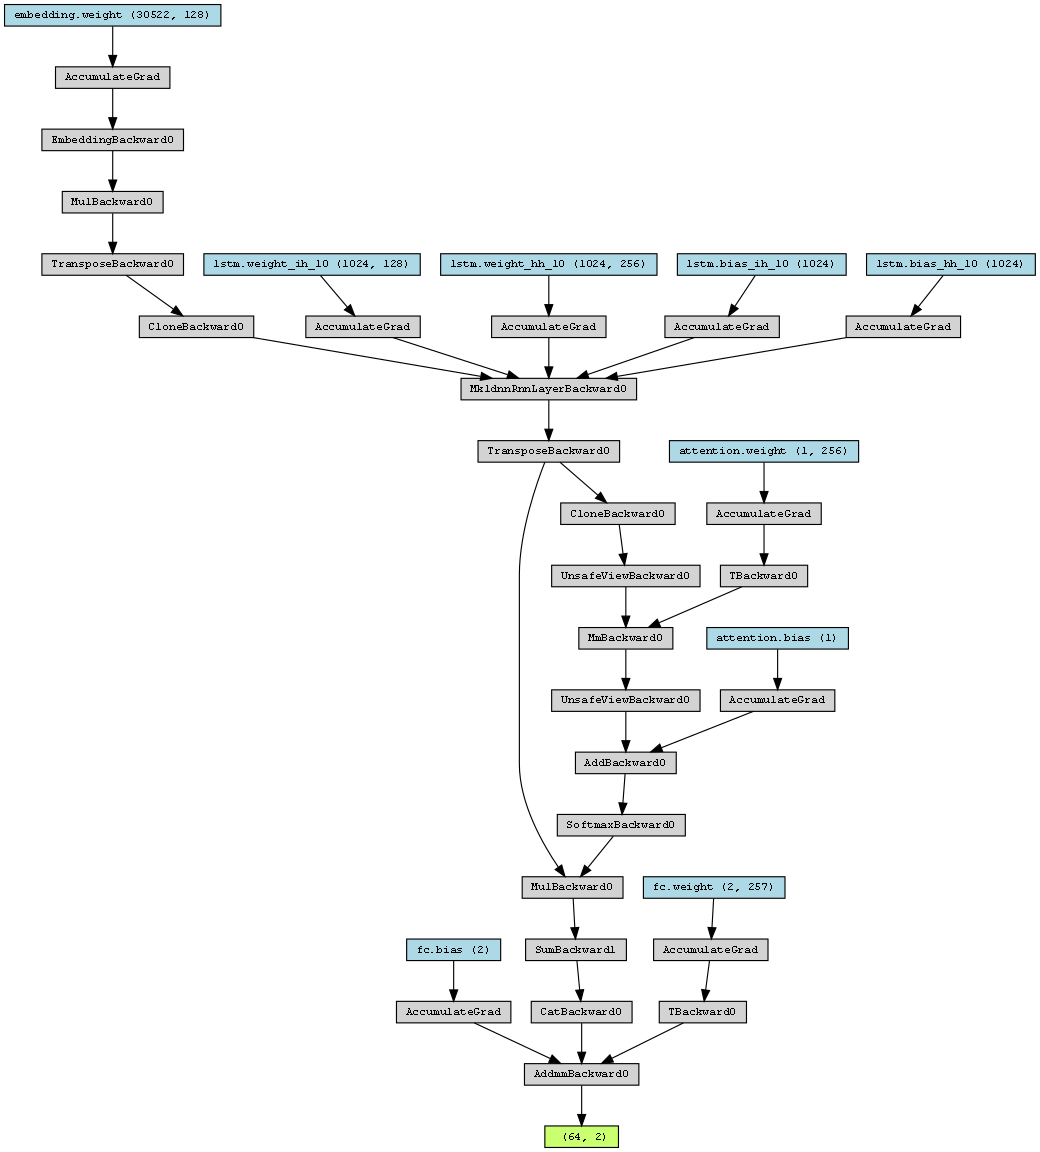 embedding.weight (30522, 128)
AccumulateGrad
EmbeddingBackward0
MulBackward0
TransposeBackward0
lstm.weight_ih_l0 (1024, 128)
lstm.weight_hh_l0 (1024, 256)
lstm.bias_ih_l0 (1024)
lstm.bias_hh_l0 (1024)
CloneBackward0
AccumulateGrad
AccumulateGrad
AccumulateGrad
AccumulateGrad
MkldnnRnnLayerBackward0
TransposeBackward0
attention.weight (1, 256)
CloneBackward0
AccumulateGrad
UnsafeViewBackward0
TBackward0
MmBackward0
attention.bias (1)
UnsafeViewBackward0
AccumulateGrad
AddBackward0
SoftmaxBackward0
MulBackward0
fc.weight (2, 257)
fc.bias (2)
SumBackward1
AccumulateGrad
AccumulateGrad
CatBackward0
TBackward0
AddmmBackward0
(64, 2)